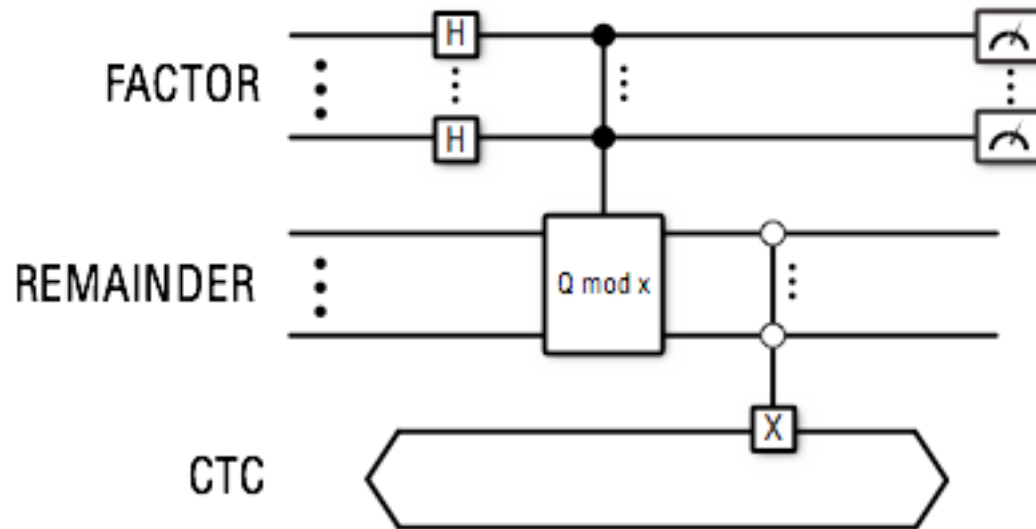 H
FACTOR
H
Q mod x
REMAINDER
X
CTC